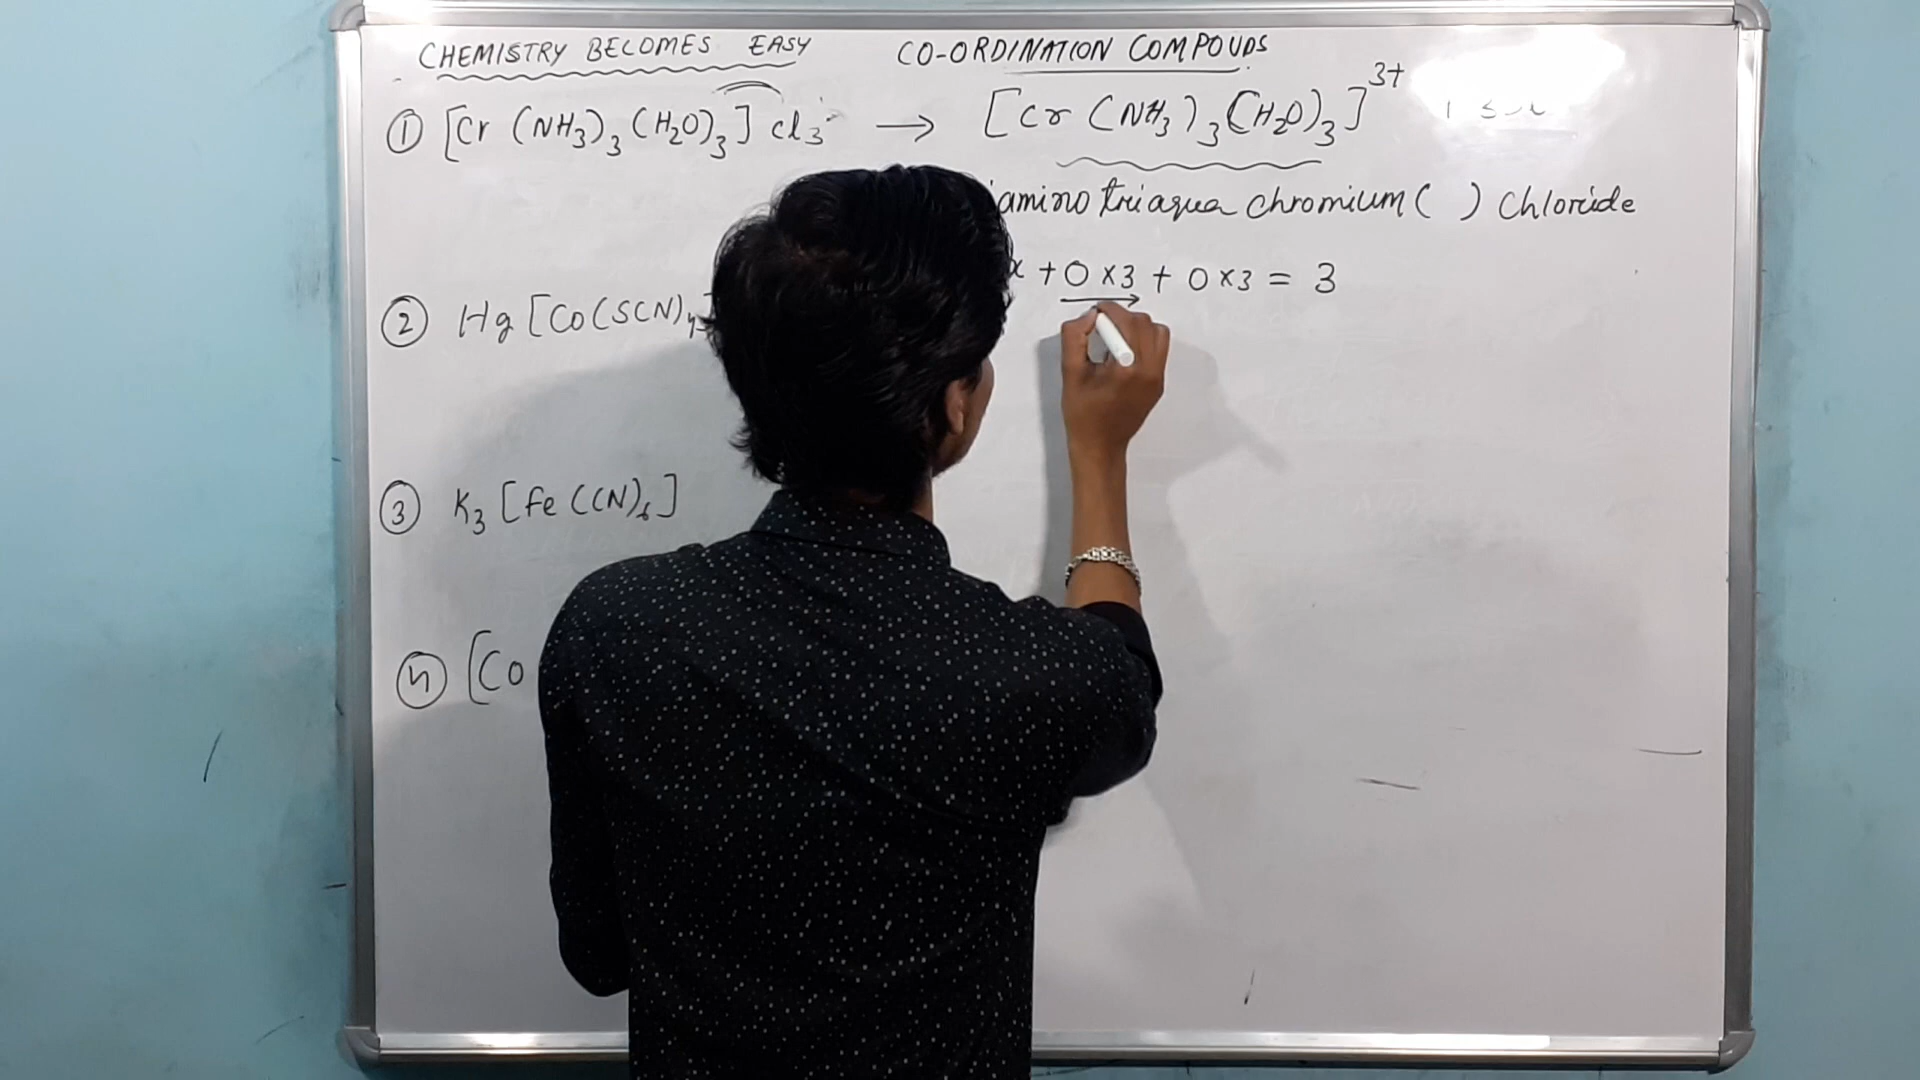 CHEMISTRY BECOMES EASY
CO-ORDINATION COMPOUDS
① [Cr (NH₃)₃ (H₂O)₃] Cl₃ → [Cr (NH₃)₃(H₂O)₃]³⁺
iamino triaqua chromium ( ) Chloride
x + 0 × 3 + 0 × 3 = 3
② Hg [Co(SCN)₄]
③ K₃ [Fe (CN)₆]
④ [Co